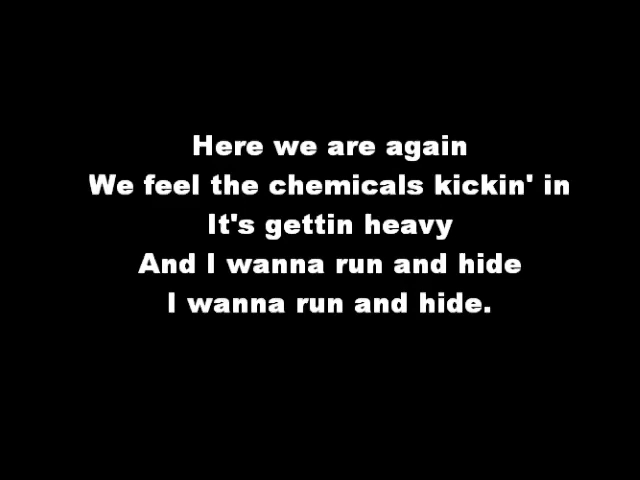 Here we are again
We feel the chemicals kickin' in
It's gettin heavy
And I wanna run and hide
I wanna run and hide.